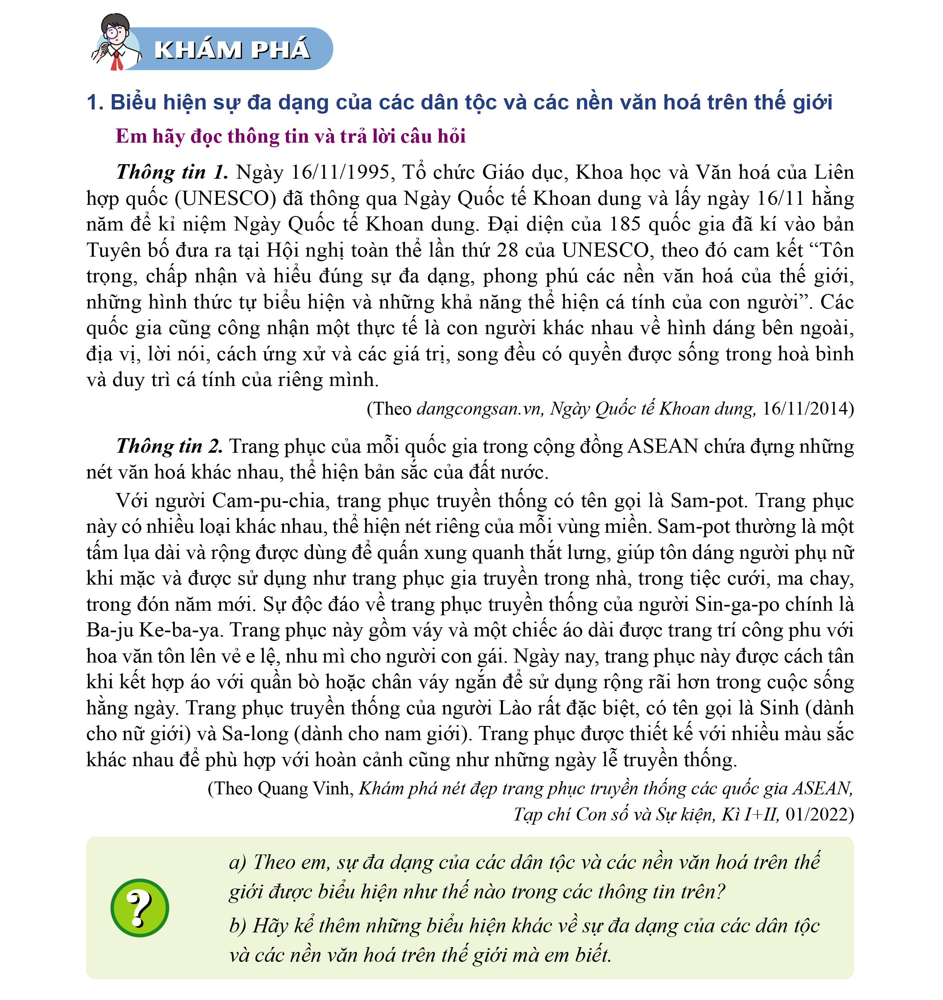 KHÁM PHÁ
1. Biểu hiện sự đa dạng của các dân tộc và các nền văn hoá trên thế giới
Em hãy đọc thông tin và trả lời câu hỏi
Thông tin 1. Ngày 16/11/1995, Tổ chức Giáo dục, Khoa học và Văn hoá của Liên
hợp quốc (UNESCO) đã thông qua Ngày Quốc tế Khoan dung và lấy ngày 16/11 hằng
năm để kỉ niệm Ngày Quốc tế Khoan dung. Đại diện của 185 quốc gia đã kí vào bản
Tuyên bố đưa ra tại Hội nghị toàn thể lần thứ 28 của UNESCO, theo đó cam kết “Tôn
trọng, chấp nhận và hiểu đúng sự đa dạng, phong phú các nền văn hoá của thế giới,
những hình thức tự biểu hiện và những khả năng thể hiện cá tính của con người”. Các
quốc gia cũng công nhận một thực tế là con người khác nhau về hình dáng bên ngoài,
địa vị, lời nói, cách ứng xử và các giá trị, song đều có quyền được sống trong hoà bình
và duy trì cá tính của riêng mình.
(Theo dangcongsan.vn, Ngày Quốc tế Khoan dung, 16/11/2014)
Thông tin 2. Trang phục của mỗi quốc gia trong cộng đồng ASEAN chứa đựng những
nét văn hoá khác nhau, thể hiện bản sắc của đất nước.
Với người Cam-pu-chia, trang phục truyền thống có tên gọi là Sam-pot. Trang phục
này có nhiều loại khác nhau, thể hiện nét riêng của mỗi vùng miền. Sam-pot thường là một
tấm lụa dài và rộng được dùng để quấn xung quanh thắt lưng, giúp tôn dáng người phụ nữ
khi mặc và được sử dụng như trang phục gia truyền trong nhà, trong tiệc cưới, ma chay,
trong đón năm mới. Sự độc đáo về trang phục truyền thống của người Sin-ga-po chính là
Ba-ju Ke-ba-ya. Trang phục này gồm váy và một chiếc áo dài được trang trí công phu với
hoa văn tôn lên vẻ e lệ, nhu mì cho người con gái. Ngày nay, trang phục này được cách tân
khi kết hợp áo với quần bò hoặc chân váy ngắn để sử dụng rộng rãi hơn trong cuộc sống
hằng ngày. Trang phục truyền thống của người Lào rất đặc biệt, có tên gọi là Sinh (dành
cho nữ giới) và Sa-long (dành cho nam giới). Trang phục được thiết kế với nhiều màu sắc
khác nhau để phù hợp với hoàn cảnh cũng như những ngày lễ truyền thống.
(Theo Quang Vinh, Khám phá nét đẹp trang phục truyền thống các quốc gia ASEAN,
Tạp chí Con số và Sự kiện, Kì I+II, 01/2022)
?
a) Theo em, sự đa dạng của các dân tộc và các nền văn hoá trên thế
giới được biểu hiện như thế nào trong các thông tin trên?
b) Hãy kể thêm những biểu hiện khác về sự đa dạng của các dân tộc
và các nền văn hoá trên thế giới mà em biết.